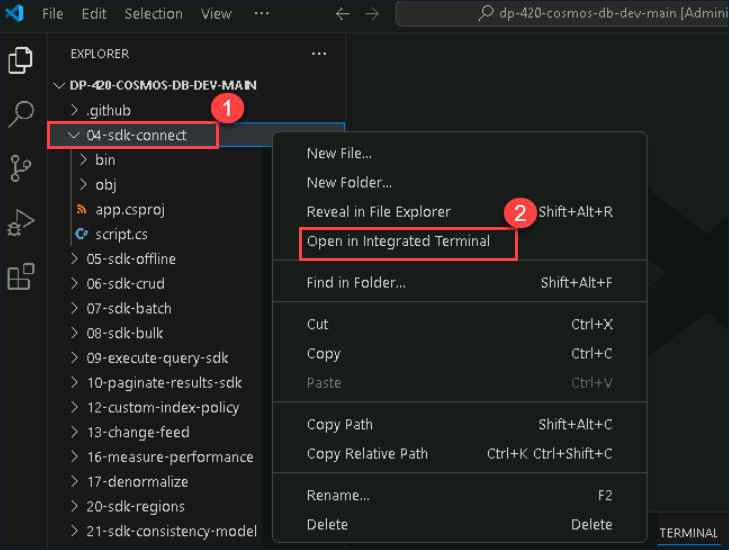 File Edit Selection View ··· ← → dp-420-cosmos-db-dev-main [Admini
EXPLORER ···
DP-420-COSMOS-DB-DEV-MAIN
.github
1
04-sdk-connect
bin
obj
app.csproj
script.cs
05-sdk-offline
06-sdk-crud
07-sdk-batch
08-sdk-bulk
09-execute-query-sdk
10-paginate-results-sdk
12-custom-index-policy
13-change-feed
16-measure-performance
17-denormalize
20-sdk-regions
21-sdk-consistency-model
New File...
New Folder...
Reveal in File Explorer Shift+Alt+R
2
Open in Integrated Terminal
Find in Folder... Shift+Alt+F
Cut Ctrl+X
Copy Ctrl+C
Paste Ctrl+V
Copy Path Shift+Alt+C
Copy Relative Path Ctrl+K Ctrl+Shift+C
Rename... F2
Delete Delete
TERMINAL